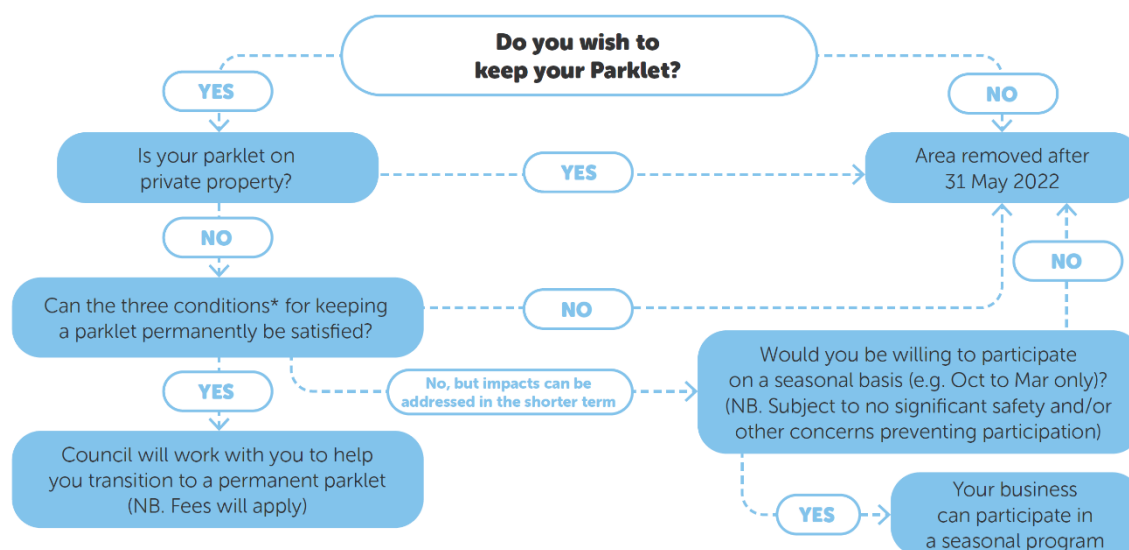 Do you wish to
keep your Parklet?
YES
NO
Is your parklet on
private property?
YES
Area removed after
31 May 2022
NO
NO
Can the three conditions* for keeping
a parklet permanently be satisfied?
NO
YES
No, but impacts can be
addressed in the shorter term
Would you be willing to participate
on a seasonal basis (e.g. Oct to Mar only)?
(NB. Subject to no significant safety and/or
other concerns preventing participation)
Council will work with you to help
you transition to a permanent parklet
(NB. Fees will apply)
YES
Your business
can participate in
a seasonal program